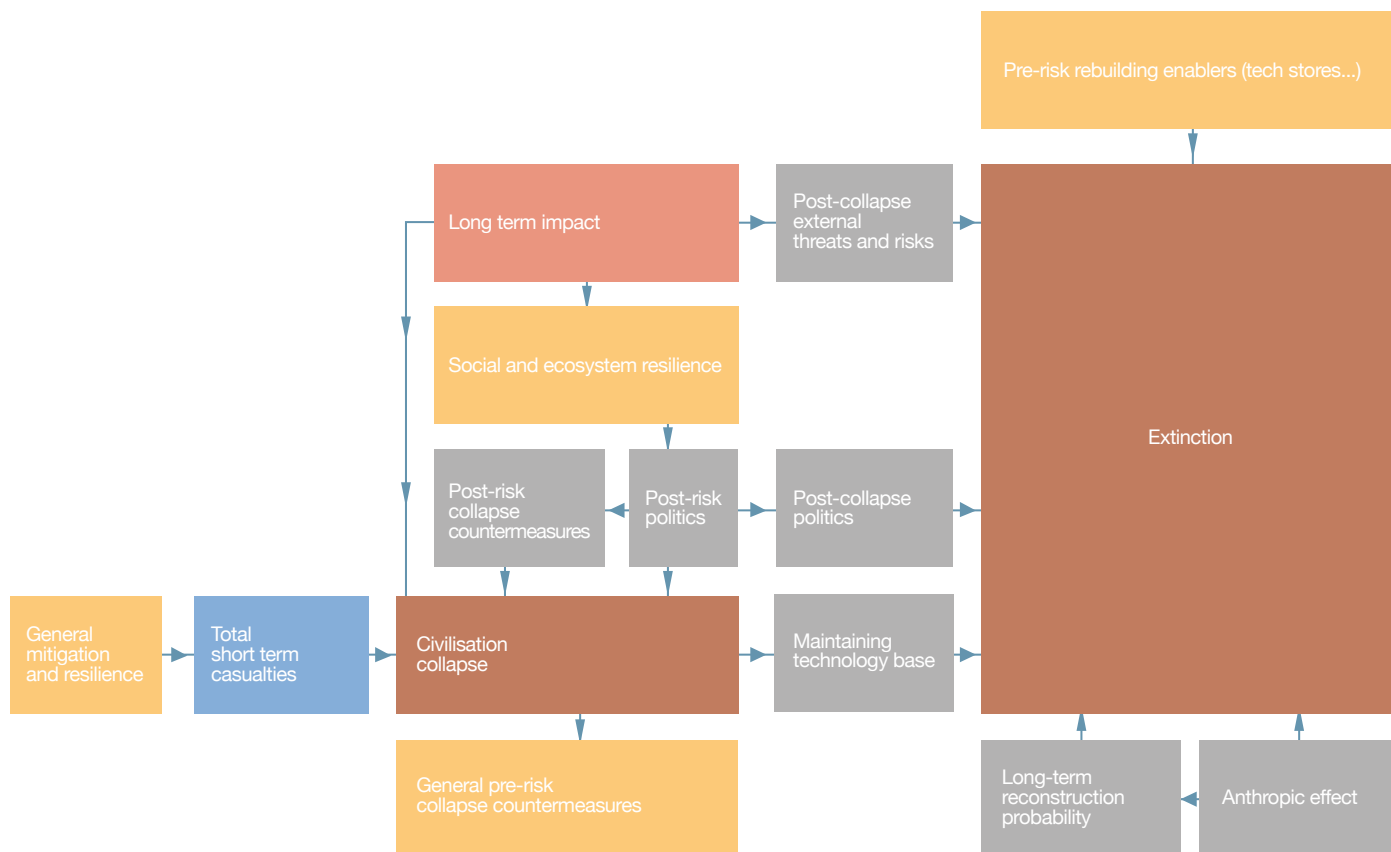 Pre-risk rebuilding enablers (tech stores...)
Long term impact
Post-collapse
external
threats and risks
Social and ecosystem resilience
Extinction
Post-risk
collapse
countermeasures
Post-risk
politics
Post-collapse
politics
General
mitigation
and resilience
Total
short term
casualties
Civilisation
collapse
Maintaining
technology base
General pre-risk
collapse countermeasures
Long-term
reconstruction
probability
Anthropic effect